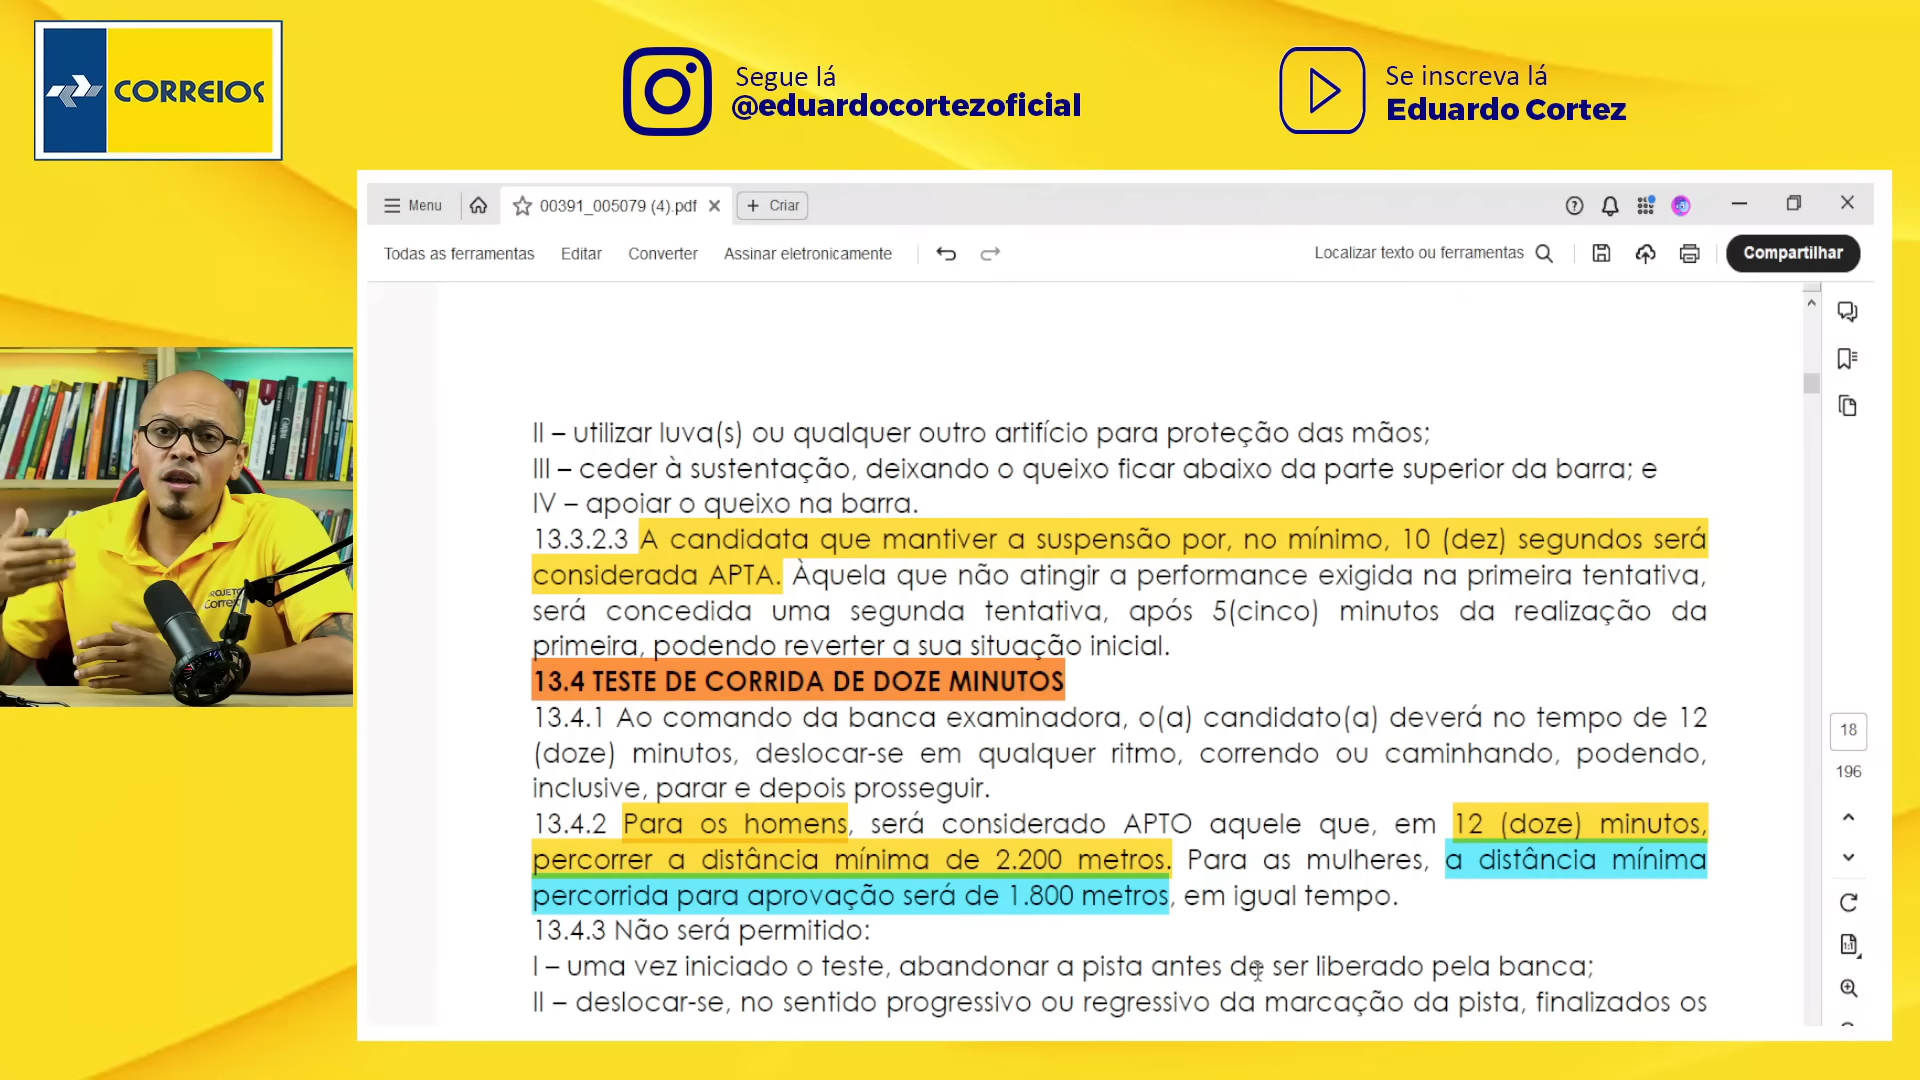 CORREIOS
Segue lá
@eduardocortezoficial
Se inscreva lá
Eduardo Cortez
Menu
00391_005079 (4).pdf
Criar
Todas as ferramentas
Editar
Converter
Assinar eletronicamente
Localizar texto ou ferramentas
Compartilhar
II – utilizar luva(s) ou qualquer outro artifício para proteção das mãos;
III – ceder à sustentação, deixando o queixo ficar abaixo da parte superior da barra; e
IV – apoiar o queixo na barra.
13.3.2.3 A candidata que mantiver a suspensão por, no mínimo, 10 (dez) segundos será
considerada APTA. Àquela que não atingir a performance exigida na primeira tentativa,
será concedida uma segunda tentativa, após 5(cinco) minutos da realização da
primeira, podendo reverter a sua situação inicial.
13.4 TESTE DE CORRIDA DE DOZE MINUTOS
13.4.1 Ao comando da banca examinadora, o(a) candidato(a) deverá no tempo de 12
(doze) minutos, deslocar-se em qualquer ritmo, correndo ou caminhando, podendo,
inclusive, parar e depois prosseguir.
13.4.2 Para os homens, será considerado APTO aquele que, em 12 (doze) minutos,
percorrer a distância mínima de 2.200 metros. Para as mulheres, a distância mínima
percorrida para aprovação será de 1.800 metros, em igual tempo.
13.4.3 Não será permitido:
I – uma vez iniciado o teste, abandonar a pista antes de ser liberado pela banca;
II – deslocar-se, no sentido progressivo ou regressivo da marcação da pista, finalizados os
18
196
1:1